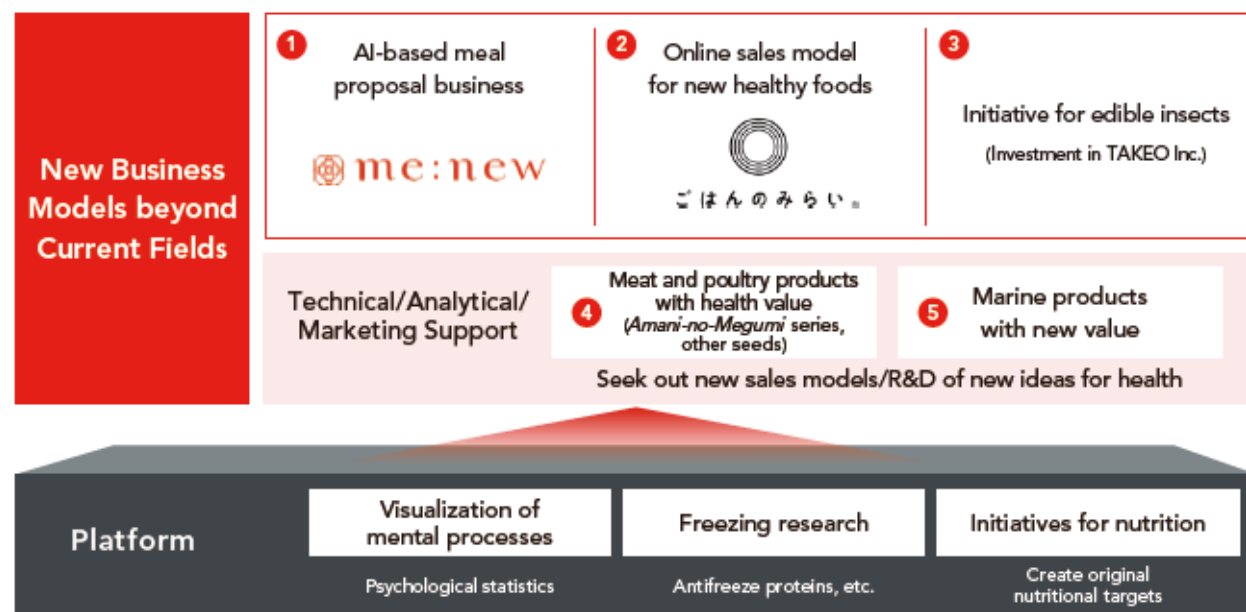 New Business
Models beyond
Current Fields
1
AI-based meal
proposal business
me:new
2
Online sales model
for new healthy foods
ごはんのみらい。
3
Initiative for edible insects
(Investment in TAKEO Inc.)
Technical/Analytical/
Marketing Support
4
Meat and poultry products
with health value
(Amani-no-Megumi series,
other seeds)
5
Marine products
with new value
Seek out new sales models/R&D of new ideas for health
Platform
Visualization of
mental processes
Psychological statistics
Freezing research
Antifreeze proteins, etc.
Initiatives for nutrition
Create original
nutritional targets